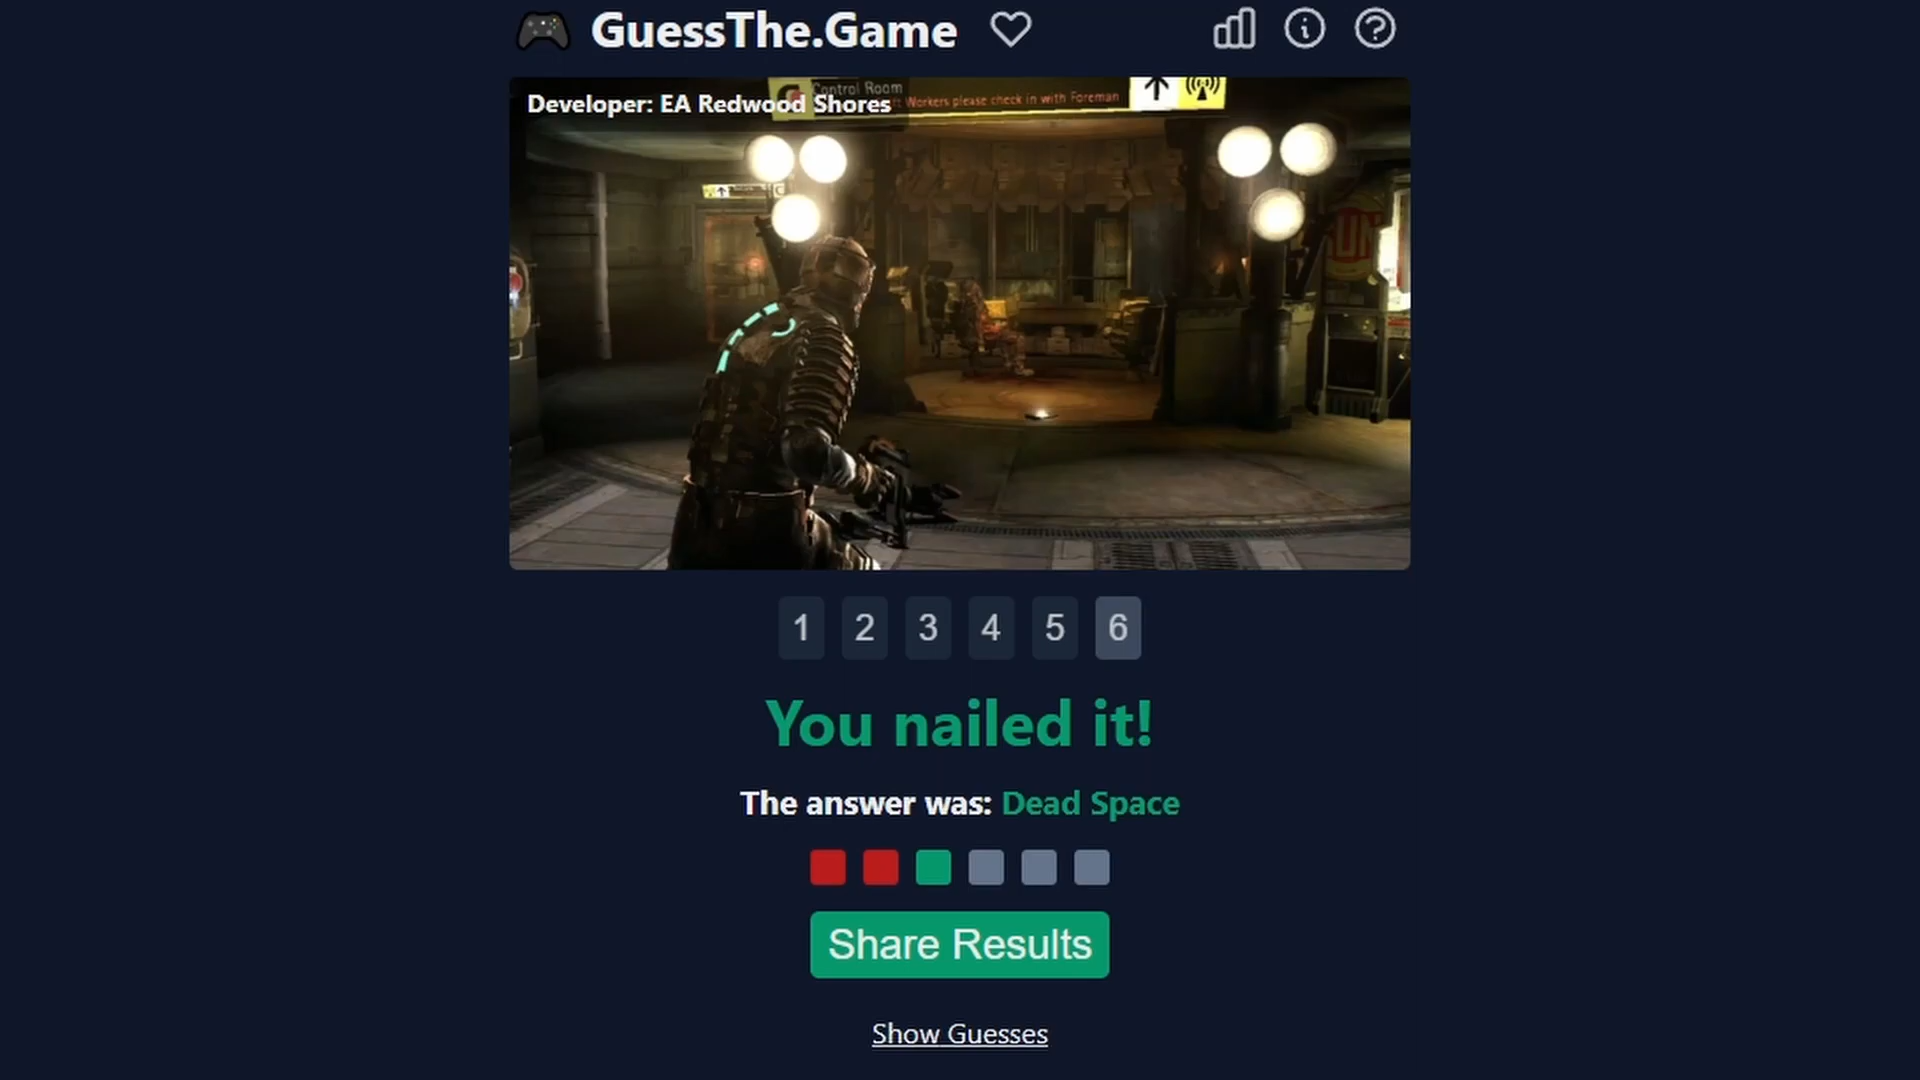 GuessThe.Game
Control Room
Developer: EA Redwood Shores
Workers please check in with Foreman
1 2 3 4 5 6
You nailed it!
The answer was: Dead Space
Share Results
Show Guesses